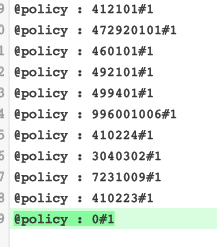 @policy : 412101#1
@policy : 472920101#1
@policy : 460101#1
@policy : 492101#1
@policy : 499401#1
@policy : 996001006#1
@policy : 410224#1
@policy : 3040302#1
@policy : 7231009#1
@policy : 410223#1
@policy : 0#1